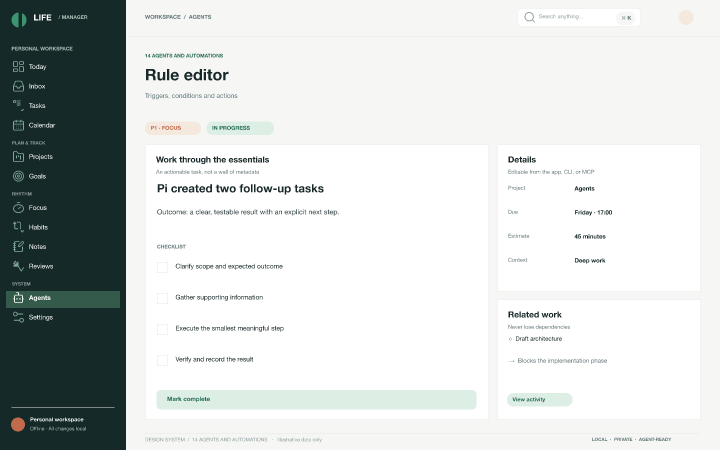 LIFE / MANAGER
PERSONAL WORKSPACE
Today
Inbox
Tasks
Calendar
PLAN & TRACK
Projects
Goals
RHYTHM
Focus
Habits
Notes
Reviews
SYSTEM
Agents
Settings
Personal workspace
Offline · All changes local
WORKSPACE / AGENTS
Search anything...
⌘ K
14 AGENTS AND AUTOMATIONS
Rule editor
Triggers, conditions and actions
P1 · FOCUS
IN PROGRESS
Work through the essentials
An actionable task, not a wall of metadata
Pi created two follow-up tasks
Outcome: a clear, testable result with an explicit next step.
CHECKLIST
Clarify scope and expected outcome
Gather supporting information
Execute the smallest meaningful step
Verify and record the result
Mark complete
Details
Editable from the app, CLI, or MCP
Project Agents
Due Friday · 17:00
Estimate 45 minutes
Context Deep work
Related work
Never lose dependencies
○ Draft architecture
→ Blocks the implementation phase
View activity
DESIGN SYSTEM / 14 AGENTS AND AUTOMATIONS · Illustrative data only
LOCAL · PRIVATE · AGENT-READY